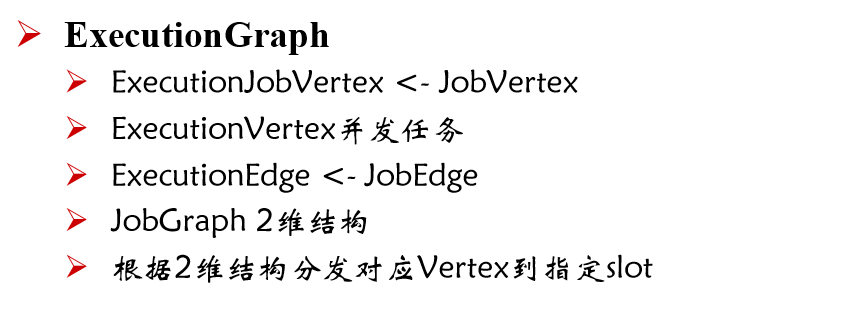 ExecutionGraph
ExecutionJobVertex <- JobVertex
ExecutionVertex并发任务
ExecutionEdge <- JobEdge
JobGraph 2维结构
根据2维结构分发对应Vertex到指定slot